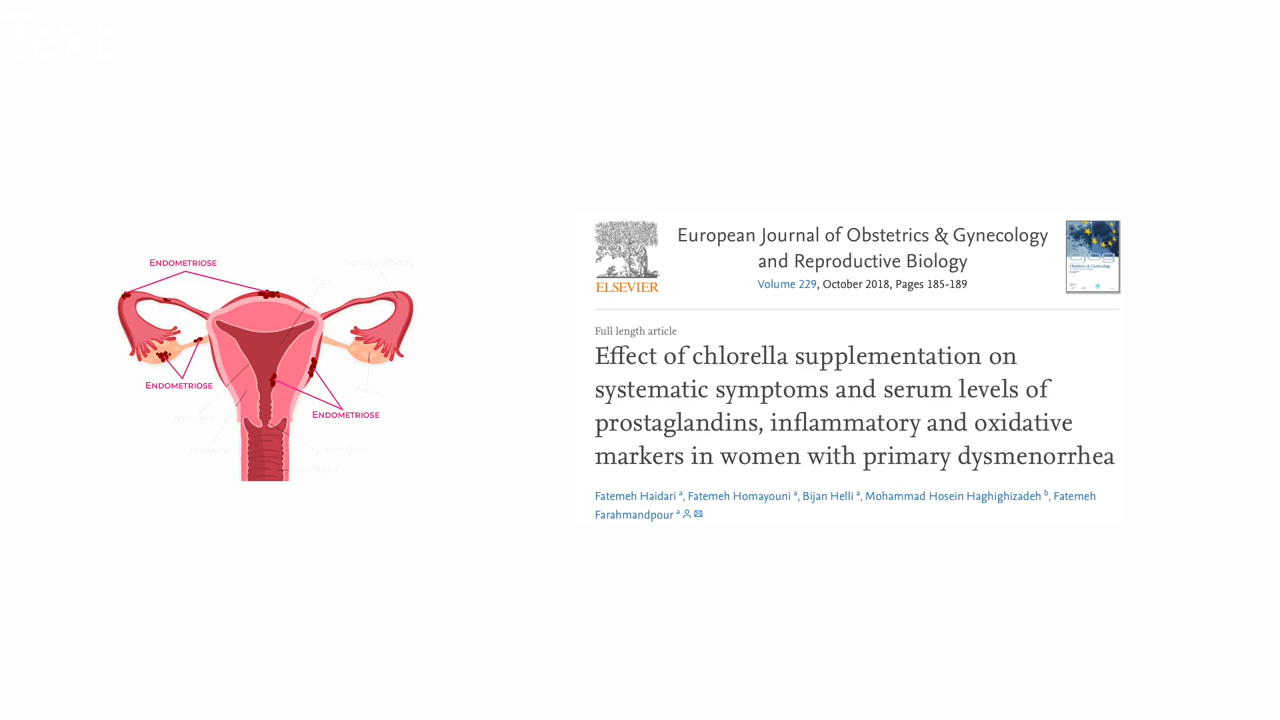 Text
ENDOMETRIOSE
ENDOMETRIOSE
ENDOMETRIOSE
ELSEVIER
European Journal of Obstetrics & Gynecology
and Reproductive Biology
Volume 229, October 2018, Pages 185-189
Full length article
Effect of chlorella supplementation on
systematic symptoms and serum levels of
prostaglandins, inflammatory and oxidative
markers in women with primary dysmenorrhea
Fatemeh Haidari a, Fatemeh Homayouni a, Bijan Helli a, Mohammad Hosein Haghighizadeh b, Fatemeh
Farahmandpour a